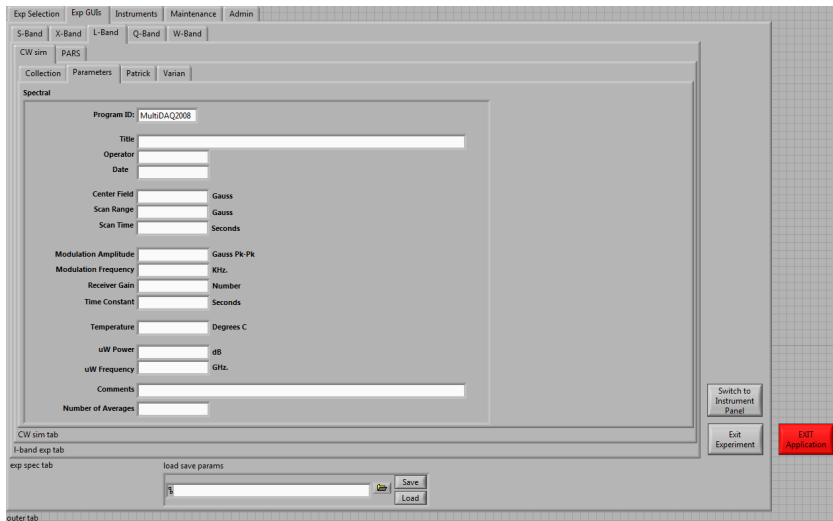 Exp Selection Exp GUIs Instruments Maintenance Admin
S-Band X-Band L-Band Q-Band W-Band
CW sim PARS
Collection Parameters Patrick Varian
Spectral
Program ID: MultiDAQ2008
Title
Operator
Date
Center Field Gauss
Scan Range Gauss
Scan Time Seconds
Modulation Amplitude Gauss Pk-Pk
Modulation Frequency KHz.
Receiver Gain Number
Time Constant Seconds
Temperature Degrees C
uW Power dB
uW Frequency GHz.
Comments
Number of Averages
Switch to
Instrument
Panel
CW sim tab
Exit
Experiment
EXIT
Application
l-band exp tab
exp spec tab
load save params
Save
Load
outer tab